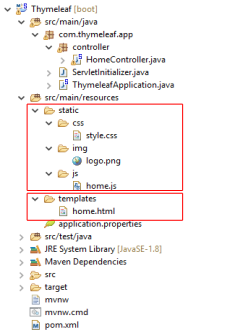 Thymeleaf [boot]
src/main/java
com.thymeleaf.app
controller
HomeController.java
ServletInitializer.java
ThymeleafApplication.java
src/main/resources
static
css
style.css
img
logo.png
js
home.js
templates
home.html
application.properties
src/test/java
JRE System Library [JavaSE-1.8]
Maven Dependencies
src
target
mvnw
mvnw.cmd
pom.xml